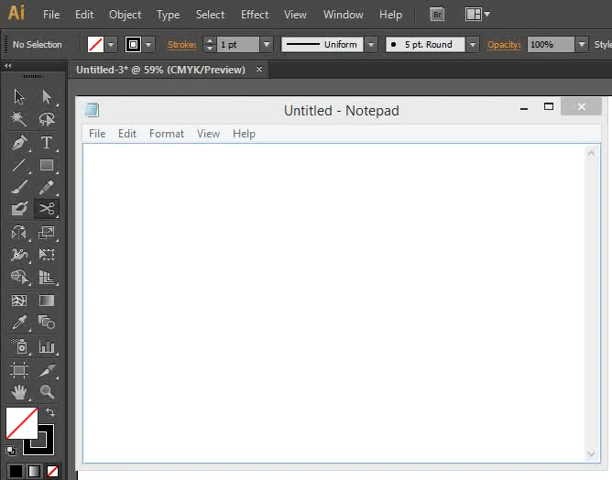 Ai File Edit Object Type Select Effect View Window Help Br
No Selection Stroke: 1 pt Uniform 5 pt. Round Opacity: 100% Style
Untitled-3* @ 59% (CMYK/Preview) ×
Untitled - Notepad
File Edit Format View Help
T